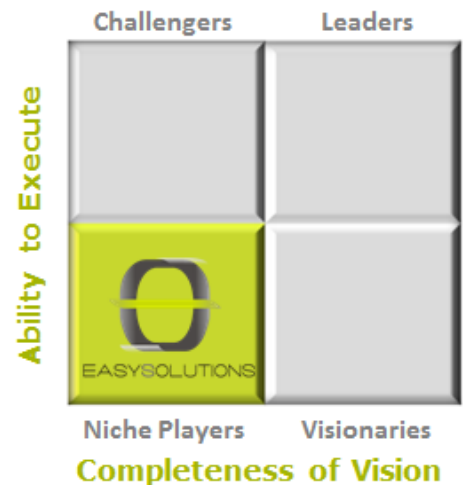 Challengers Leaders
Ability to Execute
EASYSOLUTIONS
Niche Players Visionaries
Completeness of Vision